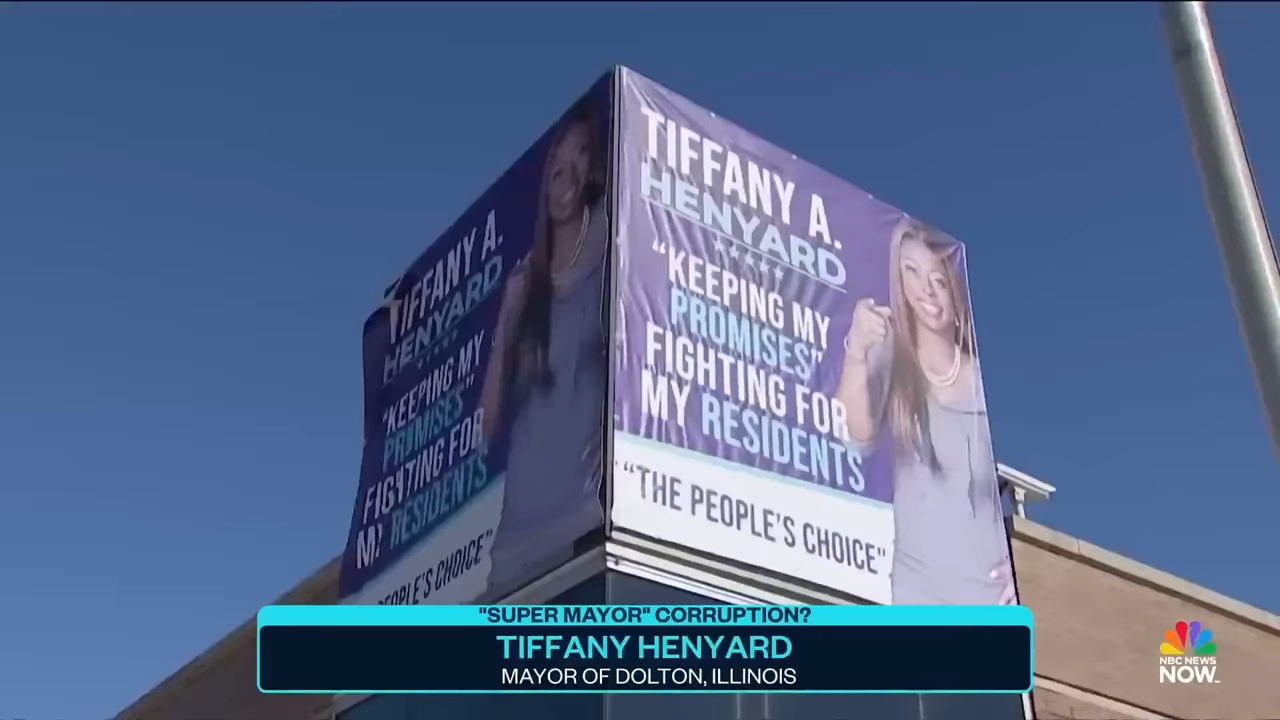 TIFFANY A.
HENYARD
"KEEPING MY
PROMISES"
FIGHTING FOR
MY RESIDENTS
PEOPLE'S CHOICE"
TIFFANY A.
HENYARD
"KEEPING MY
PROMISES"
FIGHTING FOR
MY RESIDENTS
"THE PEOPLE'S CHOICE"
"SUPER MAYOR" CORRUPTION?
TIFFANY HENYARD
MAYOR OF DOLTON, ILLINOIS
NBC NEWS
NOW